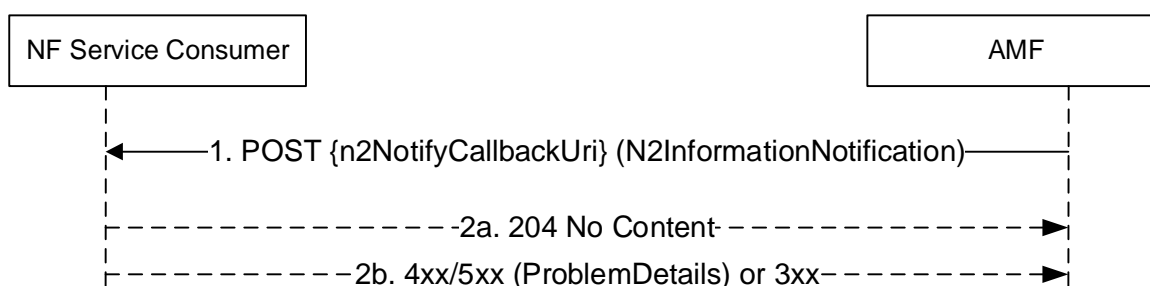 NF Service Consumer
AMF
1. POST {n2NotifyCallbackUri} (N2InformationNotification)
2a. 204 No Content
2b. 4xx/5xx (ProblemDetails) or 3xx